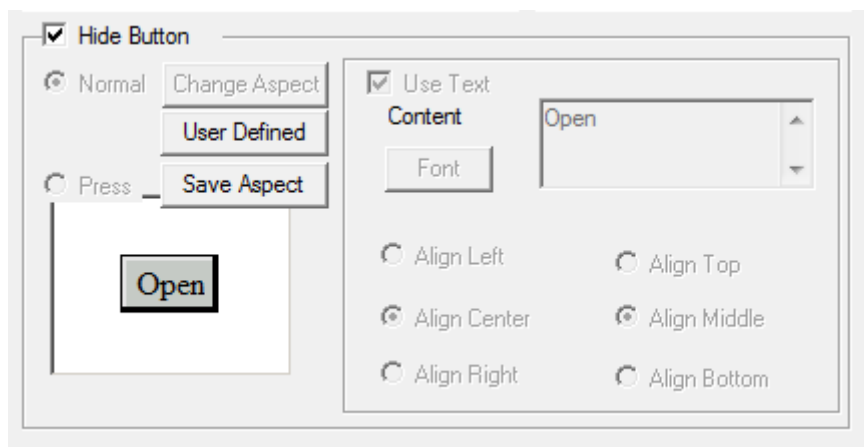 Hide Button
Normal Change Aspect Use Text
Content Open
User Defined
Font
Press Save Aspect
Open
Align Left Align Top
Align Center Align Middle
Align Right Align Bottom